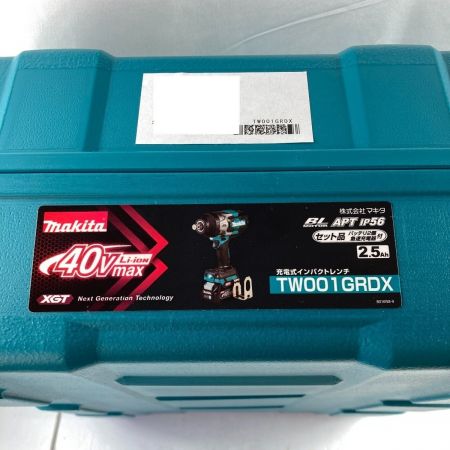 TW001GRDX
makita
40Vmax
Li-ion
XGT Next Generation Technology
株式会社マキタ
BL MOTOR APT IP56
セット品 バッテリ2個 急速充電器 付
2.5Ah
充電式インパクトレンチ
TW001GRDX